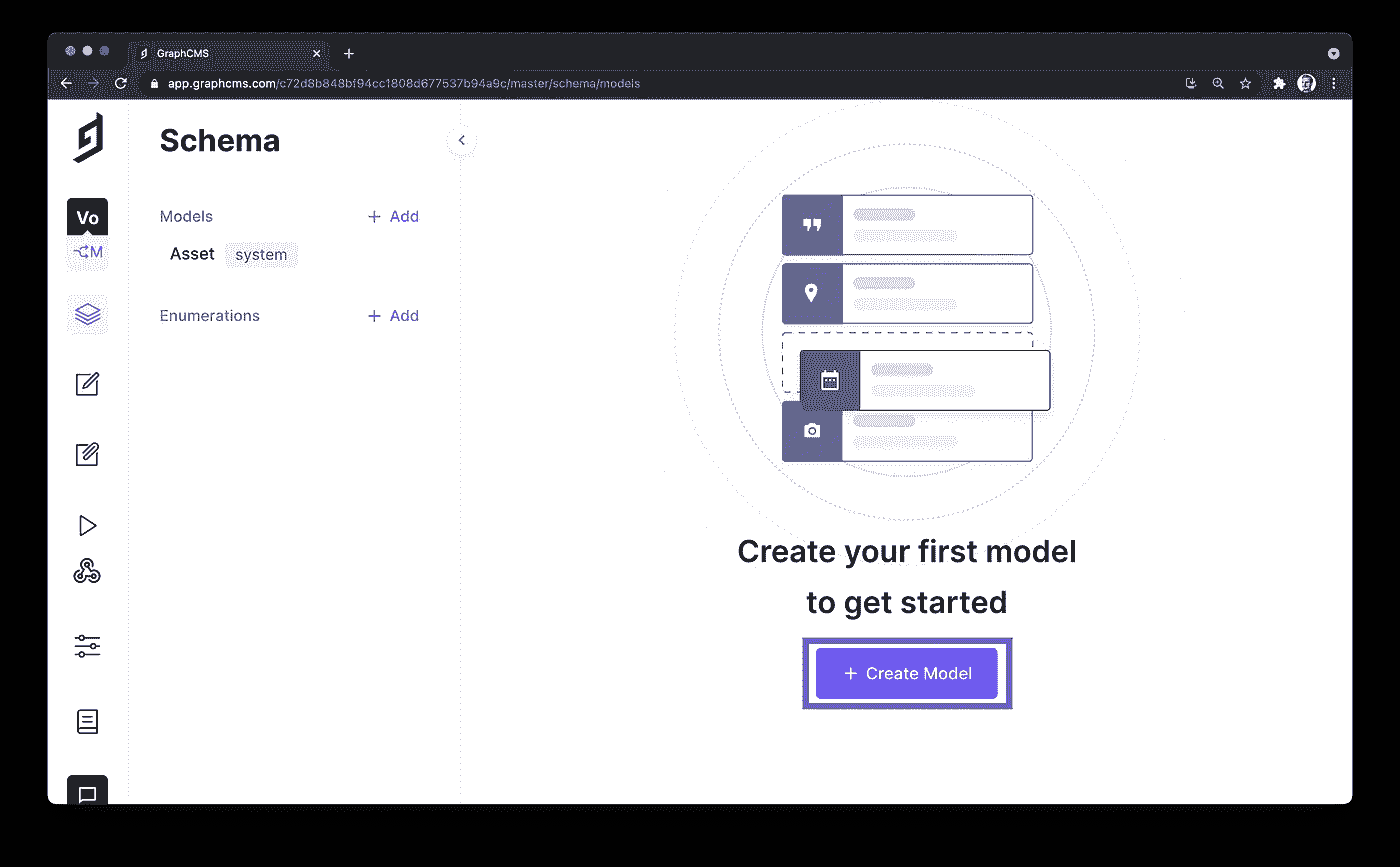 GraphCMS
app.graphcms.com/c72d8b848bf94cc1808d677537b94a9c/master/schema/models
Schema
Vo
M
Models
+ Add
Asset system
Enumerations
+ Add
Create your first model
to get started
+ Create Model